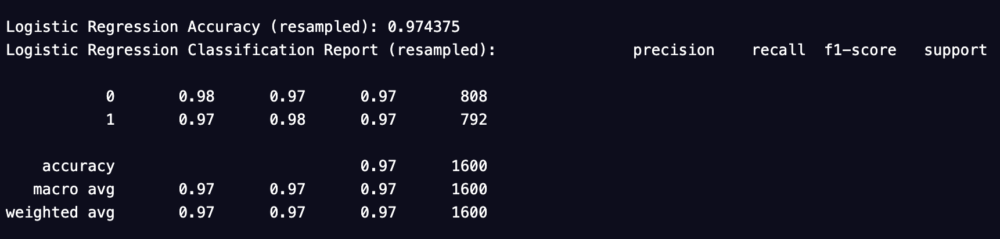 Logistic Regression Accuracy (resampled): 0.974375
Logistic Regression Classification Report (resampled):               precision    recall  f1-score   support
           0       0.98      0.97      0.97       808
           1       0.97      0.98      0.97       792
    accuracy                           0.97      1600
   macro avg       0.97      0.97      0.97      1600
weighted avg       0.97      0.97      0.97      1600